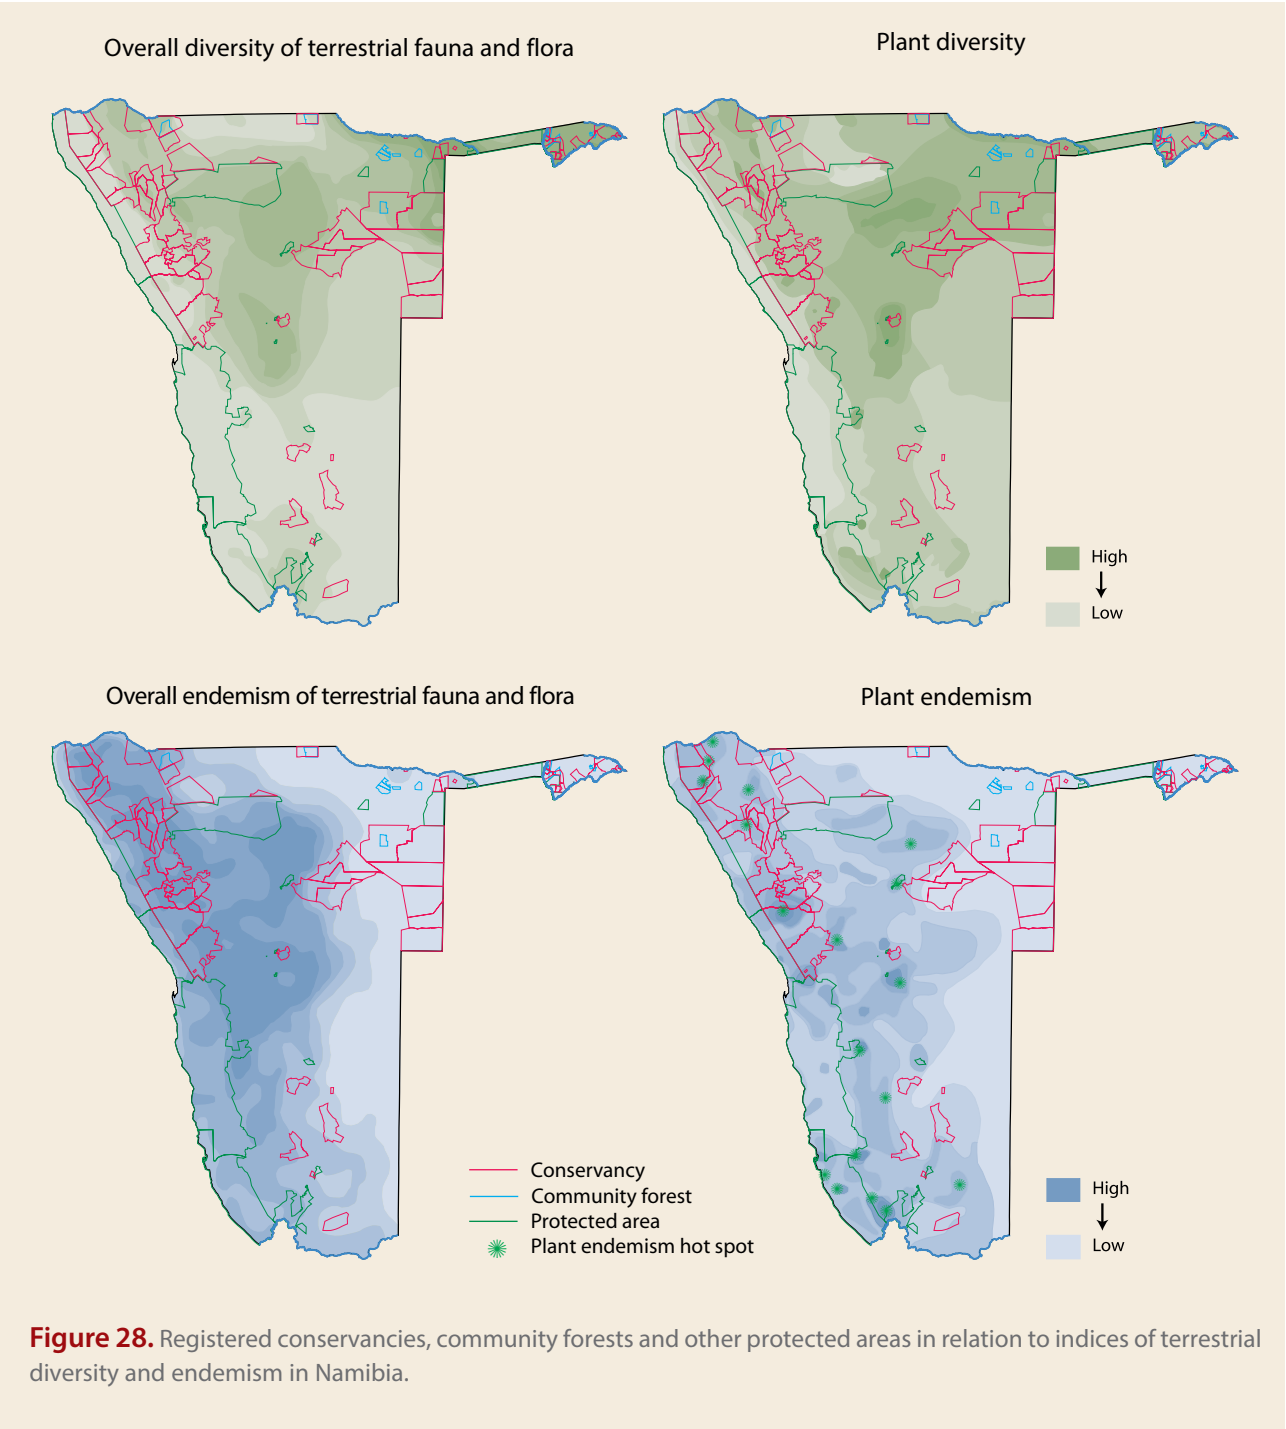 Overall diversity of terrestrial fauna and flora
Plant diversity
High
Low
Overall endemism of terrestrial fauna and flora
Plant endemism
Conservancy
Community forest
Protected area
Plant endemism hot spot
High
Low
Figure 28. Registered conservancies, community forests and other protected areas in relation to indices of terrestrial
diversity and endemism in Namibia.